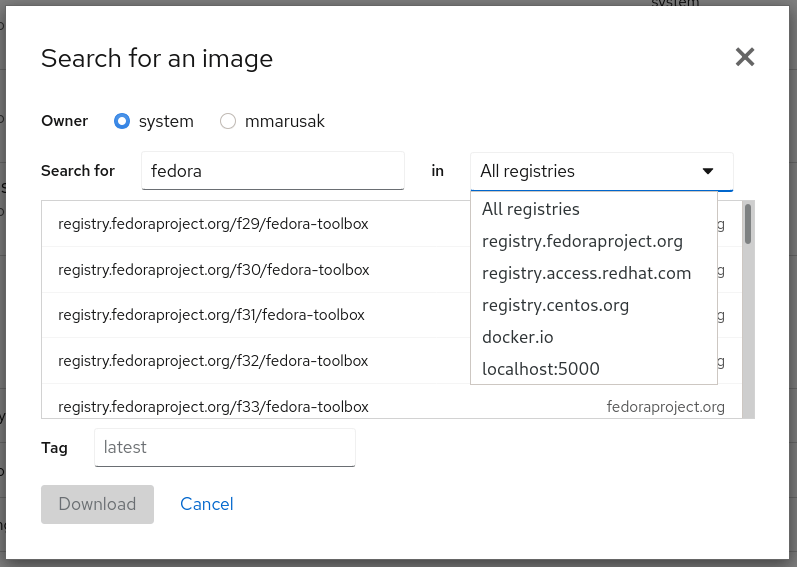 system
Search for an image
Owner system mmarusak
Search for fedora in All registries
All registries
registry.fedoraproject.org
registry.access.redhat.com
registry.centos.org
docker.io
localhost:5000
registry.fedoraproject.org/f29/fedora-toolbox
registry.fedoraproject.org/f30/fedora-toolbox
registry.fedoraproject.org/f31/fedora-toolbox
registry.fedoraproject.org/f32/fedora-toolbox
registry.fedoraproject.org/f33/fedora-toolbox fedoraproject.org
Tag latest
Download Cancel